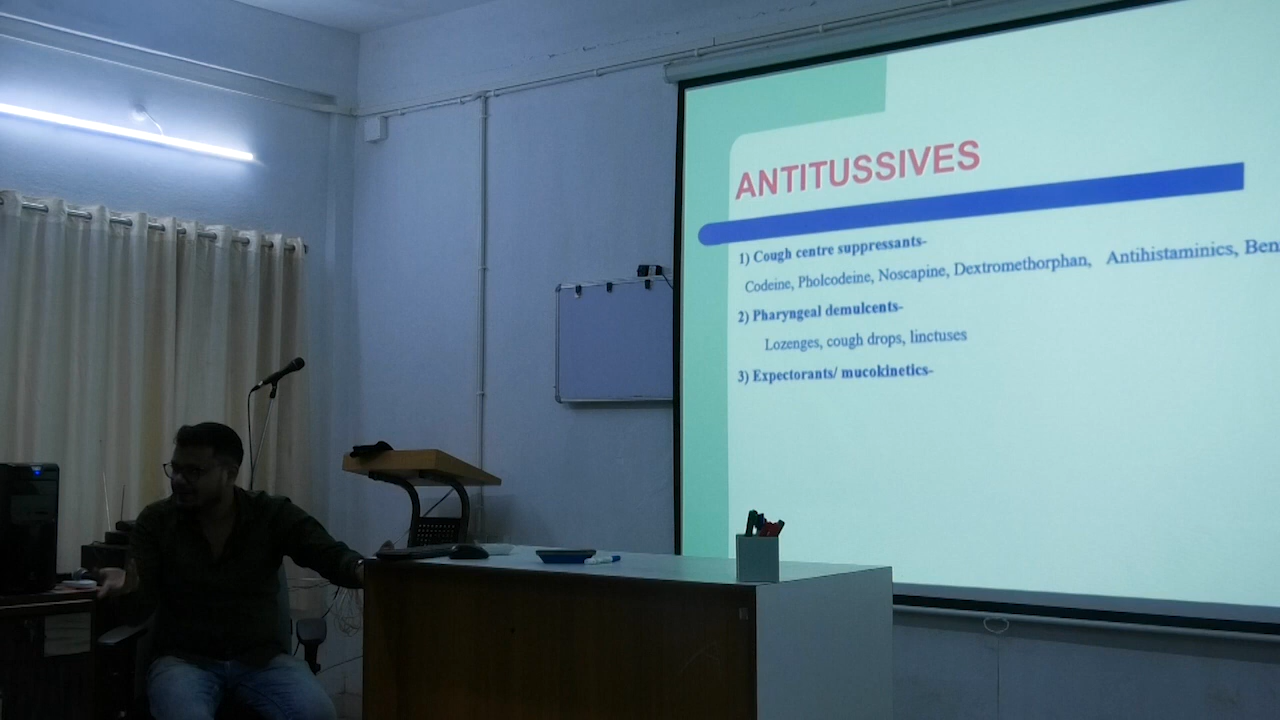 ANTITUSSIVES
1) Cough centre suppressants-
Codeine, Pholcodeine, Noscapine, Dextromethorphan, Antihistaminics, Ben
2) Pharyngeal demulcents-
Lozenges, cough drops, linctuses
3) Expectorants/ mucokinetics-